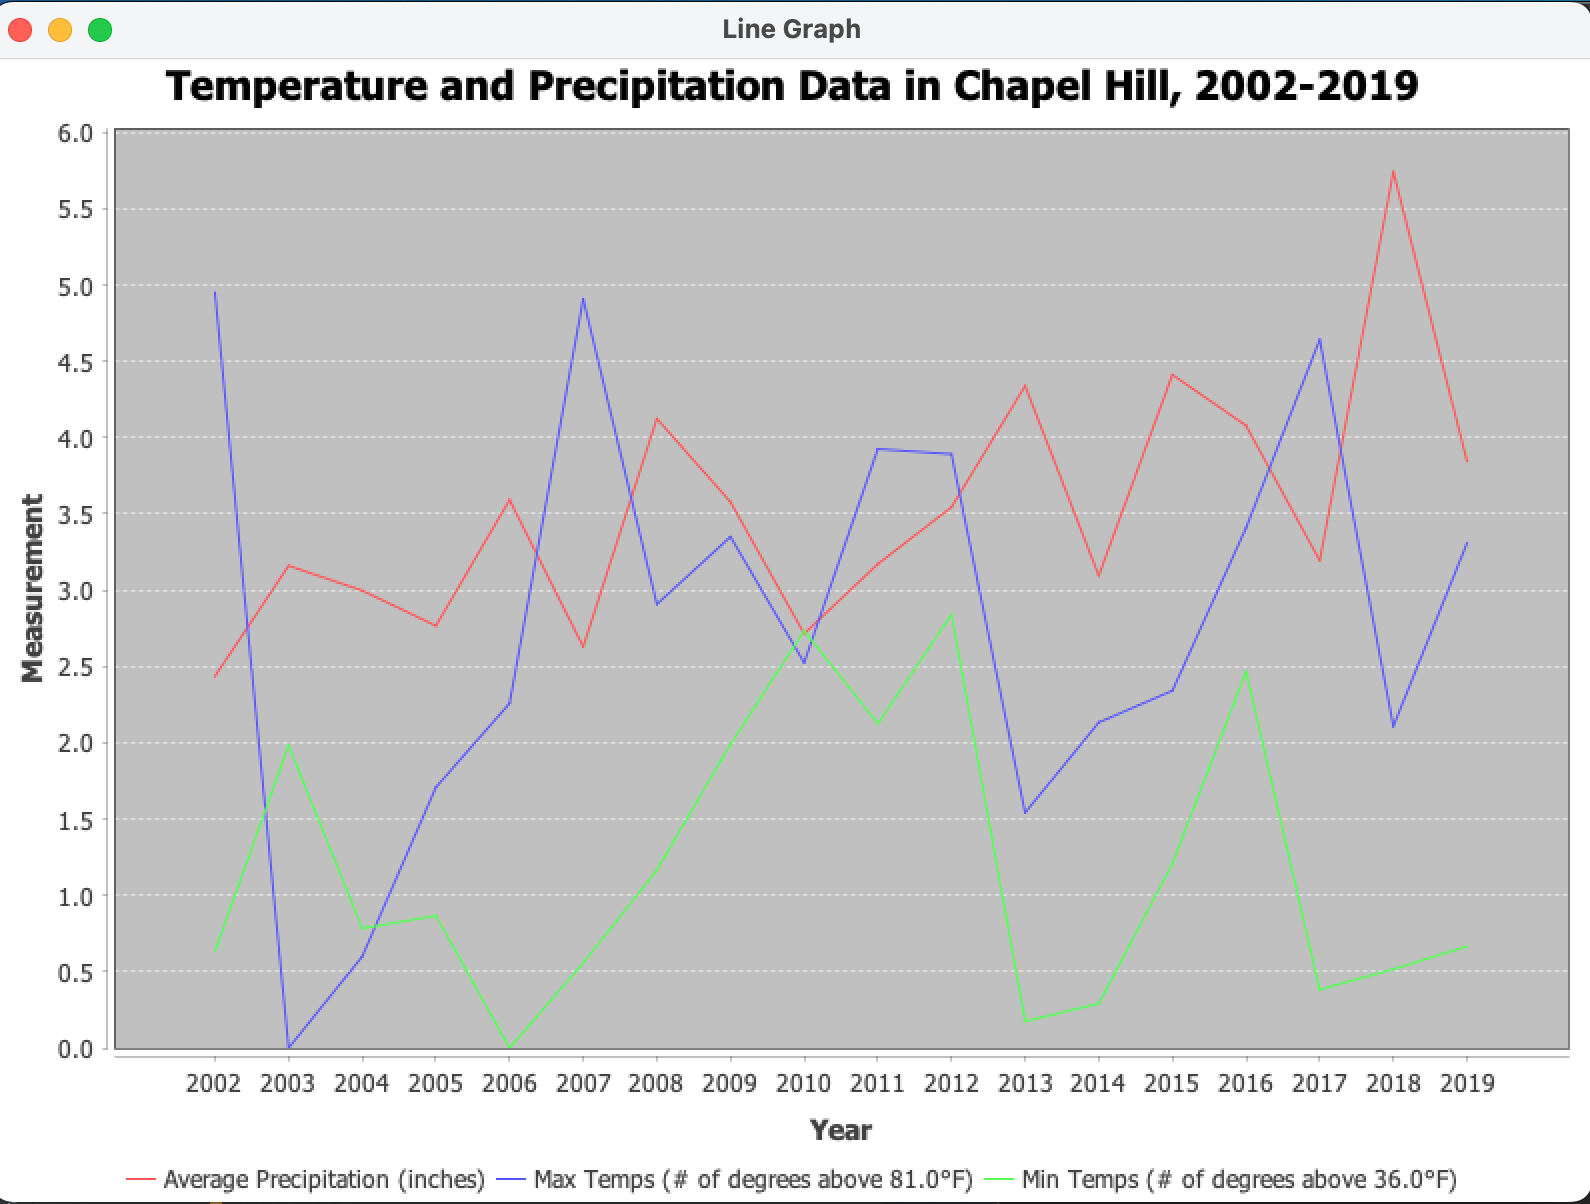 Line Graph
Temperature and Precipitation Data in Chapel Hill, 2002-2019
6.0
5.5
5.0
4.5
4.0
3.5
3.0
2.5
2.0
1.5
1.0
0.5
0.0
Measurement
2002 2003 2004 2005 2006 2007 2008 2009 2010 2011 2012 2013 2014 2015 2016 2017 2018 2019
Year
Average Precipitation (inches) Max Temps (# of degrees above 81.0°F) Min Temps (# of degrees above 36.0°F)